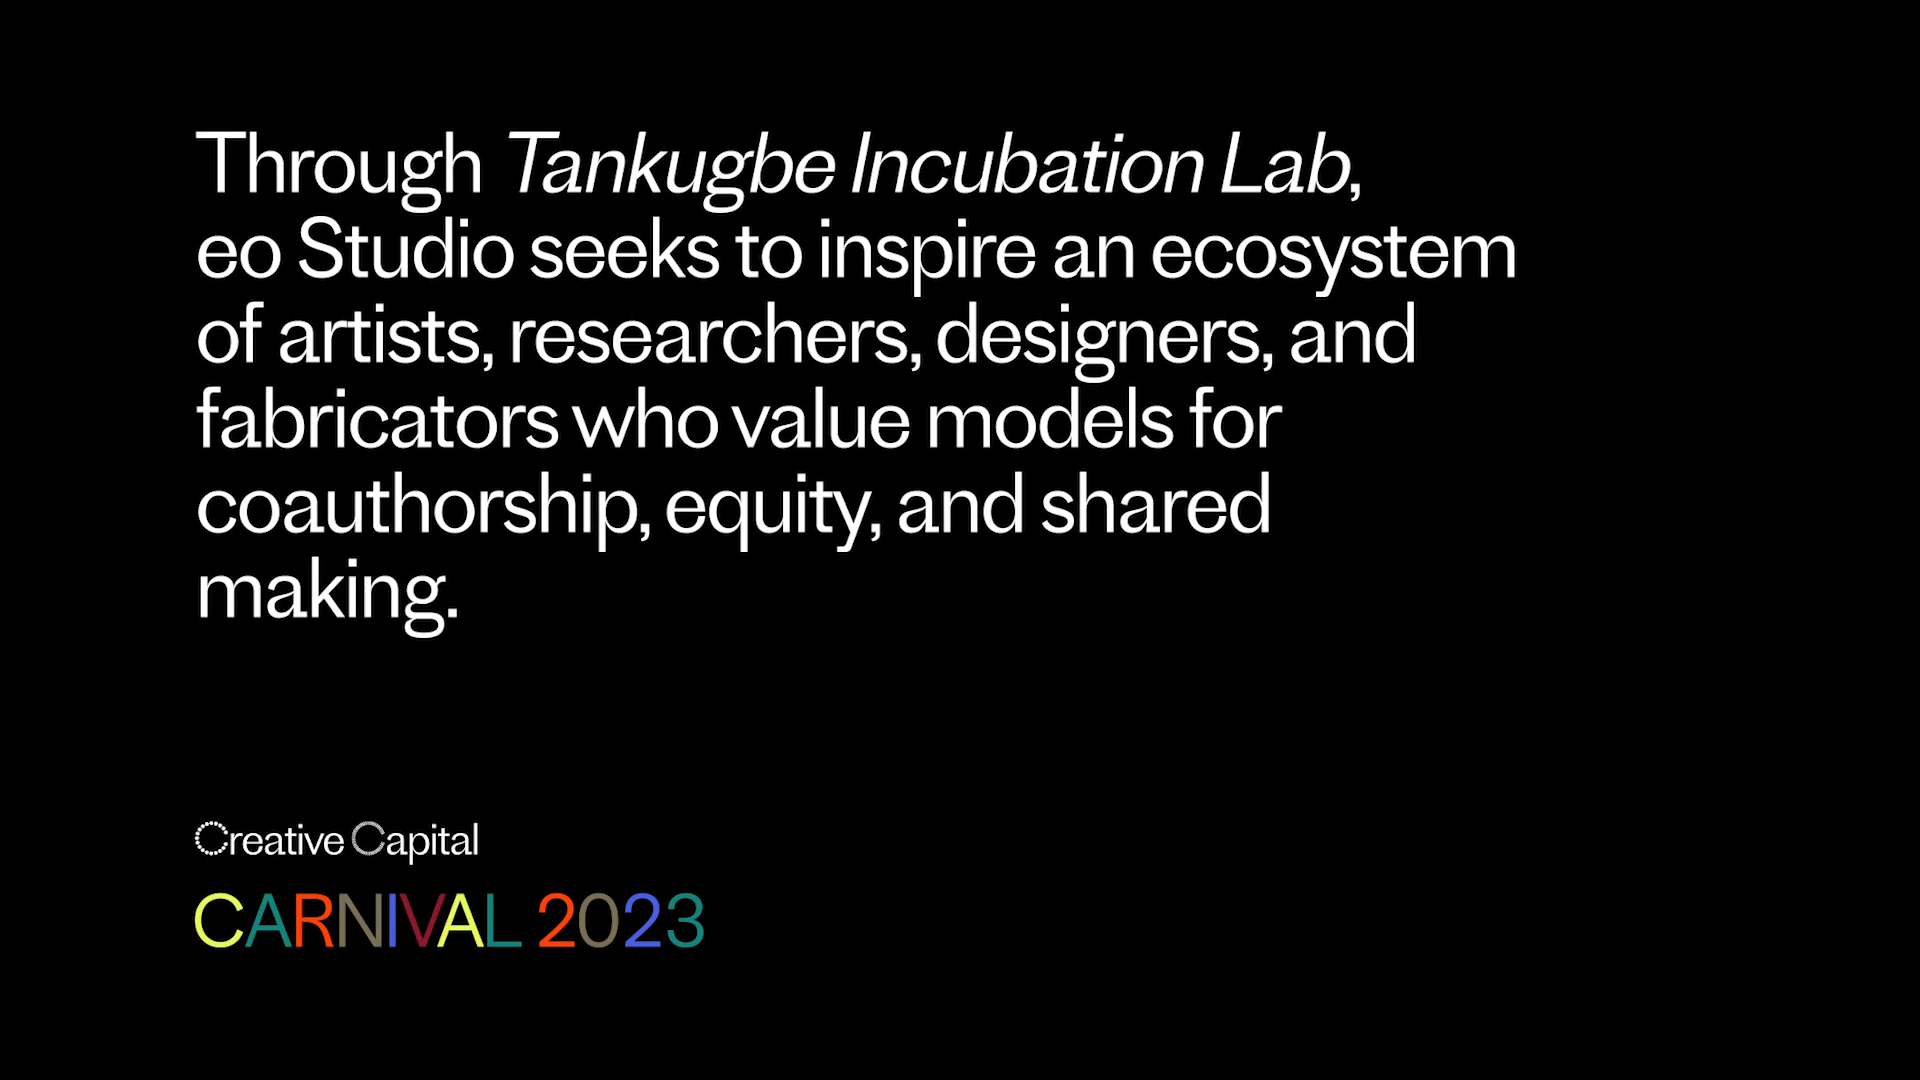 Through Tankugbe Incubation Lab,
eo Studio seeks to inspire an ecosystem
of artists, researchers, designers, and
fabricators who value models for
coauthorship, equity, and shared
making.
Creative Capital
CARNIVAL 2023